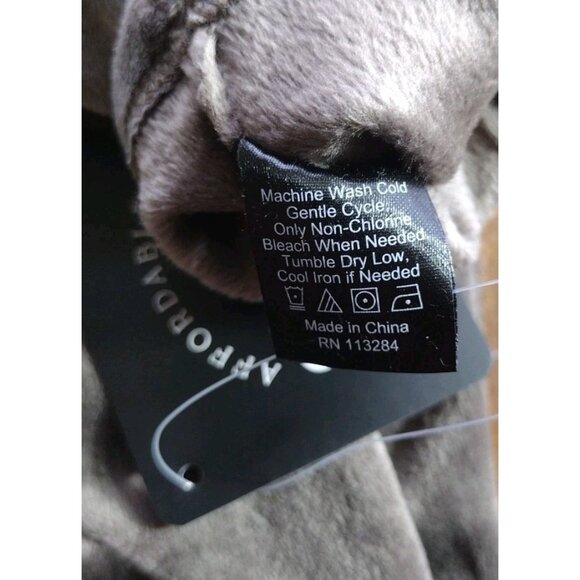 Machine Wash Cold
Gentle Cycle,
Only Non-Chlorine
Bleach When Needed
Tumble Dry Low,
Cool Iron if Needed
Made in China
RN 113284